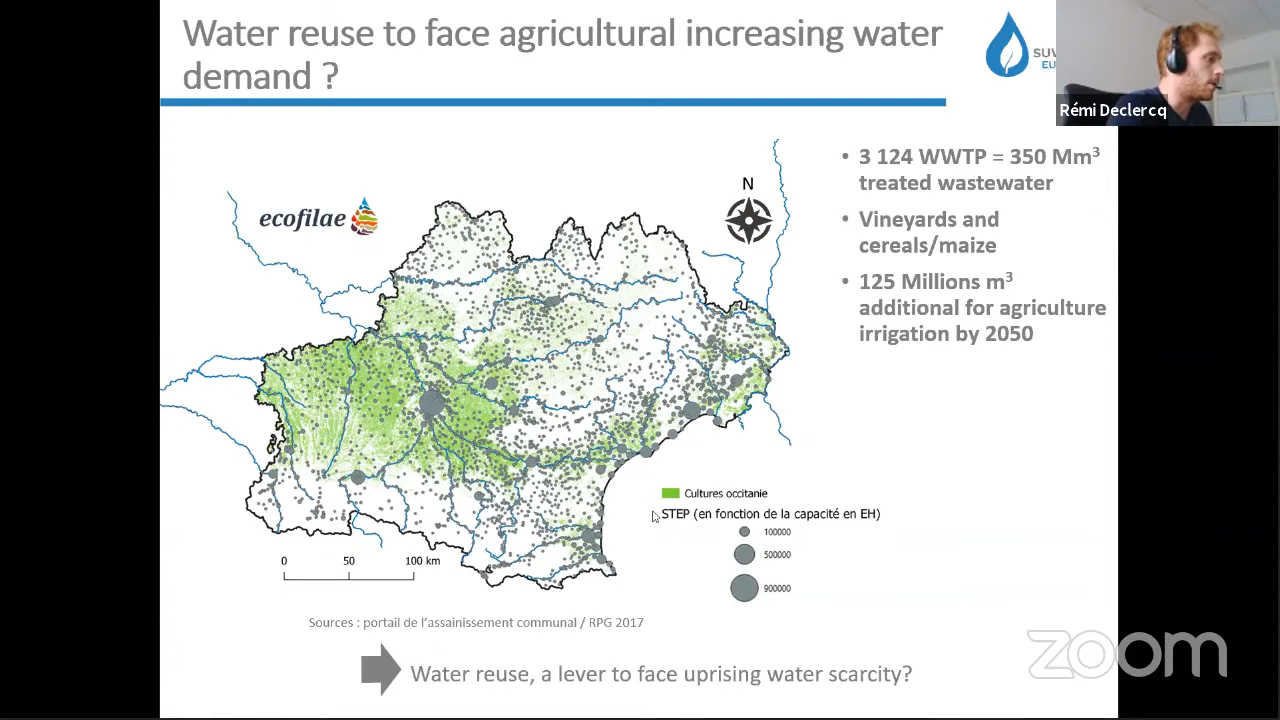 Water reuse to face agricultural increasing water
demand ?
SUW
EU
Rémi Declercq
• 3 124 WWTP = 350 Mm³
treated wastewater
• Vineyards and
cereals/maize
• 125 Millions m³
additional for agriculture
irrigation by 2050
ecofilae
N
Cultures occitanie
STEP (en fonction de la capacité en EH)
100000
500000
900000
0 50 100 km
Sources : portail de l'assainissement communal / RPG 2017
Water reuse, a lever to face uprising water scarcity?
zoom